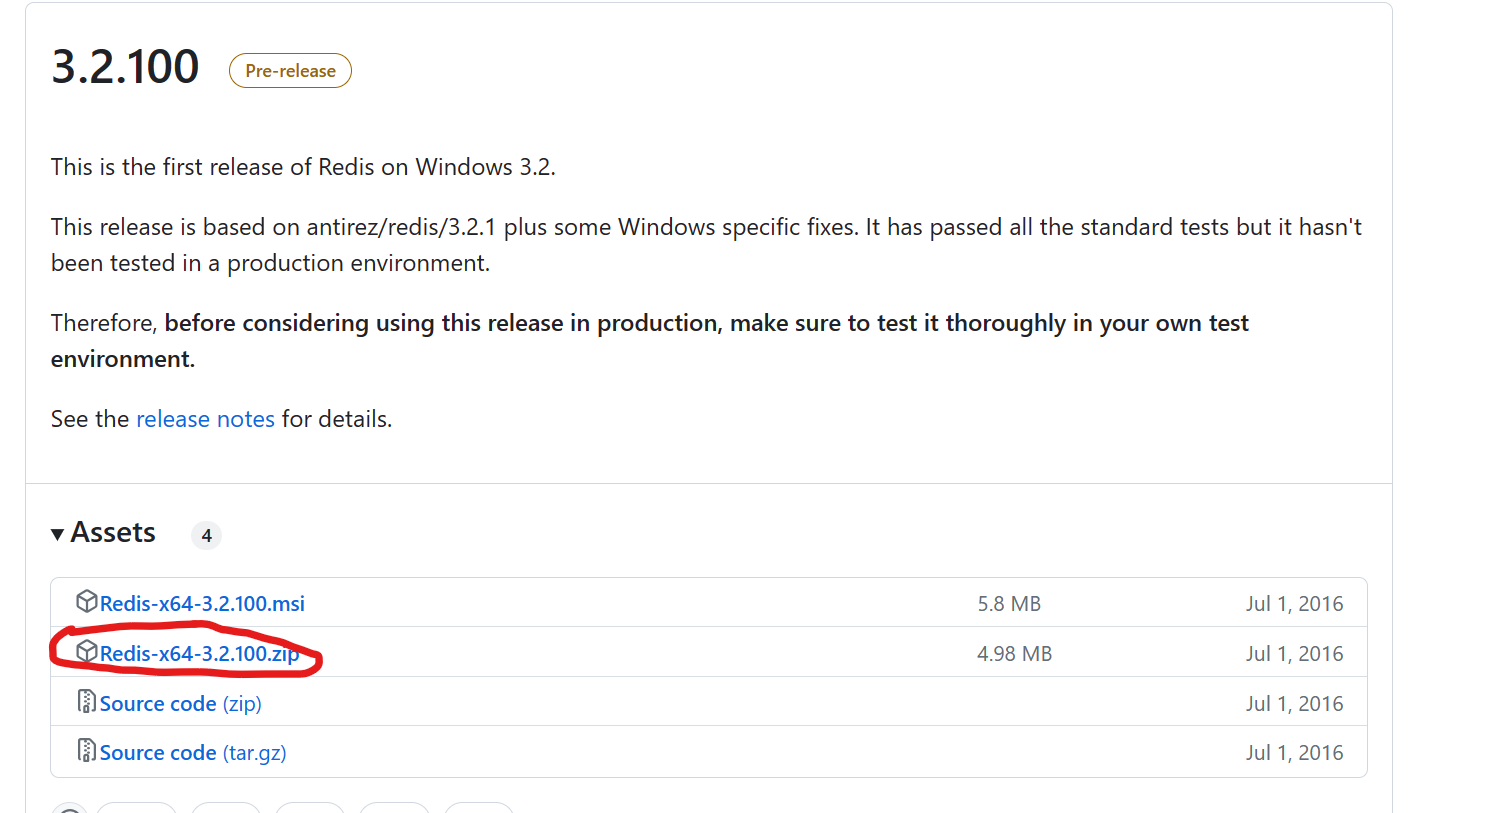 3.2.100 Pre-release
This is the first release of Redis on Windows 3.2.
This release is based on antirez/redis/3.2.1 plus some Windows specific fixes. It has passed all the standard tests but it hasn't
been tested in a production environment.
Therefore, before considering using this release in production, make sure to test it thoroughly in your own test
environment.
See the release notes for details.
Assets 4
Redis-x64-3.2.100.msi 5.8 MB Jul 1, 2016
Redis-x64-3.2.100.zip 4.98 MB Jul 1, 2016
Source code (zip) Jul 1, 2016
Source code (tar.gz) Jul 1, 2016